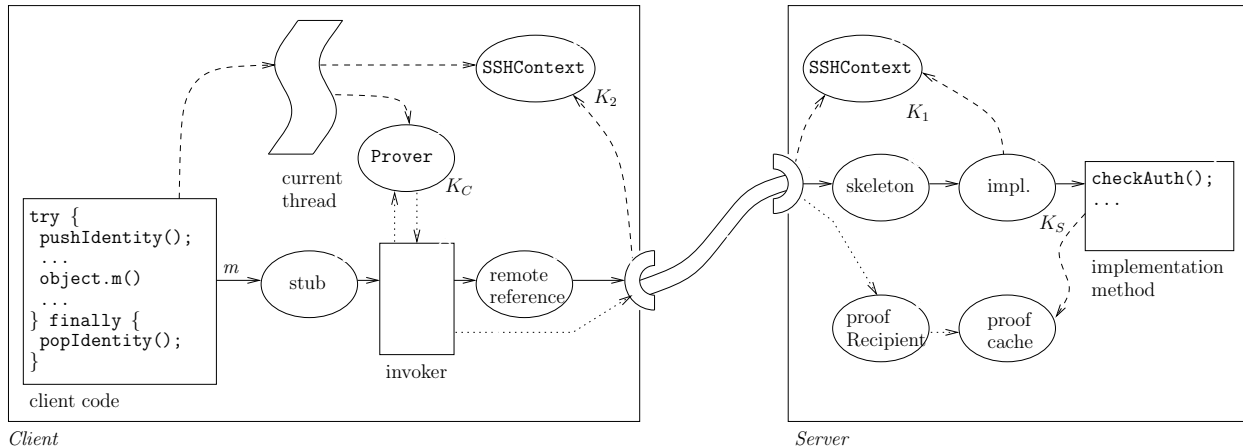 SSHContext
K2
Prover
KC
current
thread
try {
pushIdentity();
...
object.m()
...
} finally {
popIdentity();
}
client code
m
stub
invoker
remote
reference
Client
SSHContext
K1
skeleton
impl.
checkAuth();
...
KS
implementation
method
proof
Recipient
proof
cache
Server